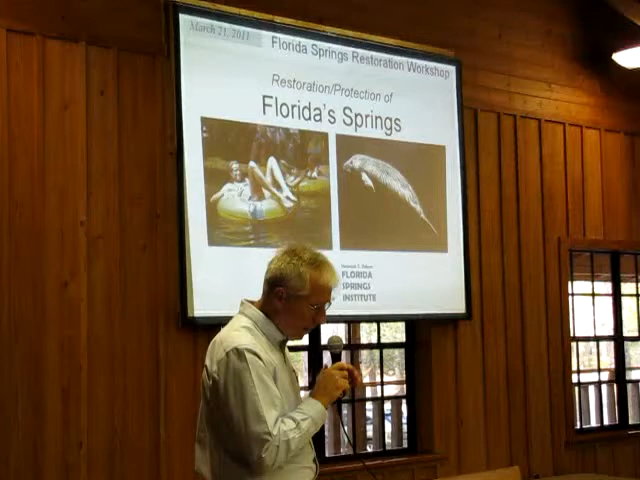 March 21, 2011
Florida Springs Restoration Workshop
Restoration/Protection of
Florida's Springs
FLORIDA
SPRINGS
INSTITUTE